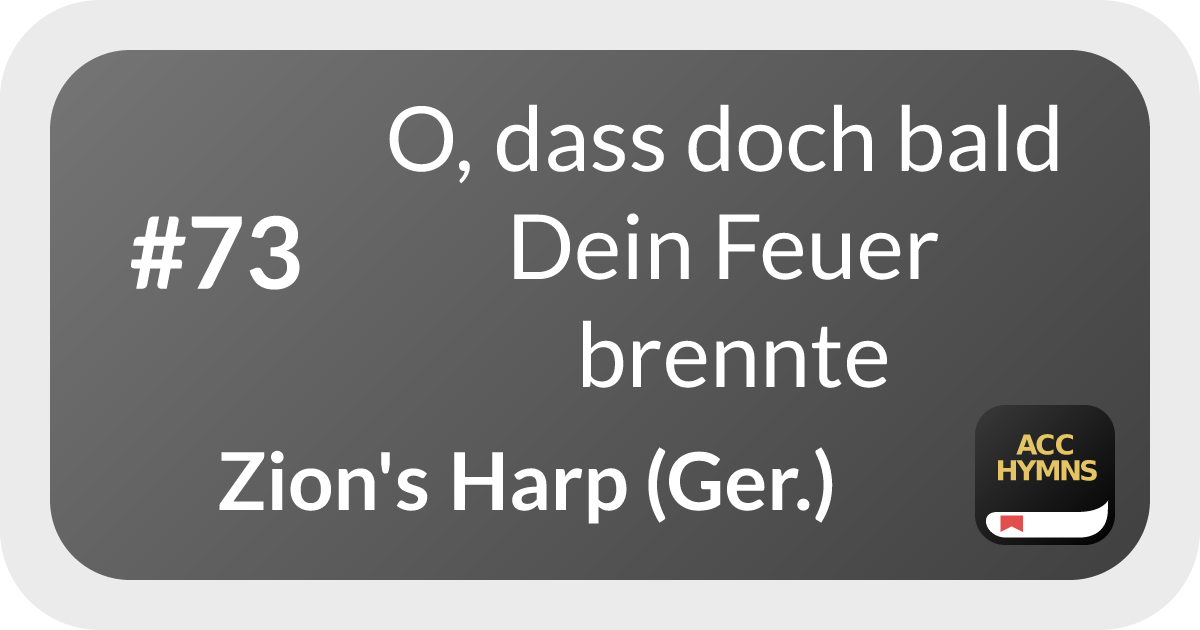 #73
O, dass doch bald
Dein Feuer
brennte
Zion's Harp (Ger.)
ACC
HYMNS